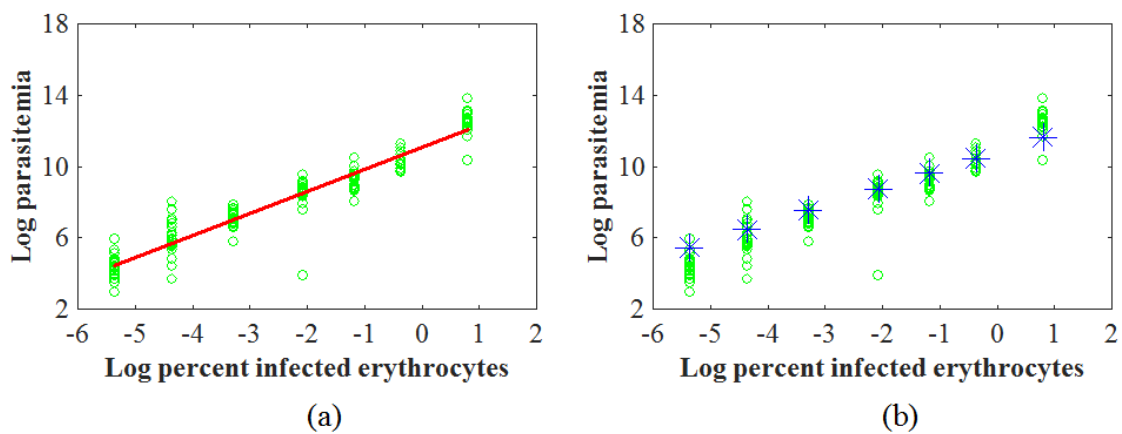 18
14
10
6
2
Log parasitemia
-6 -5 -4 -3 -2 -1 0 1 2
Log percent infected erythrocytes
(a)
18
14
10
6
2
Log parasitemia
-6 -5 -4 -3 -2 -1 0 1 2
Log percent infected erythrocytes
(b)